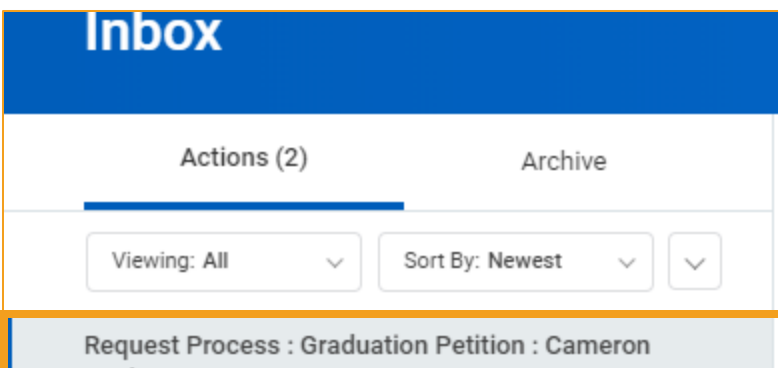 Inbox
Actions (2)
Archive
Viewing: All
Sort By: Newest
Request Process : Graduation Petition : Cameron